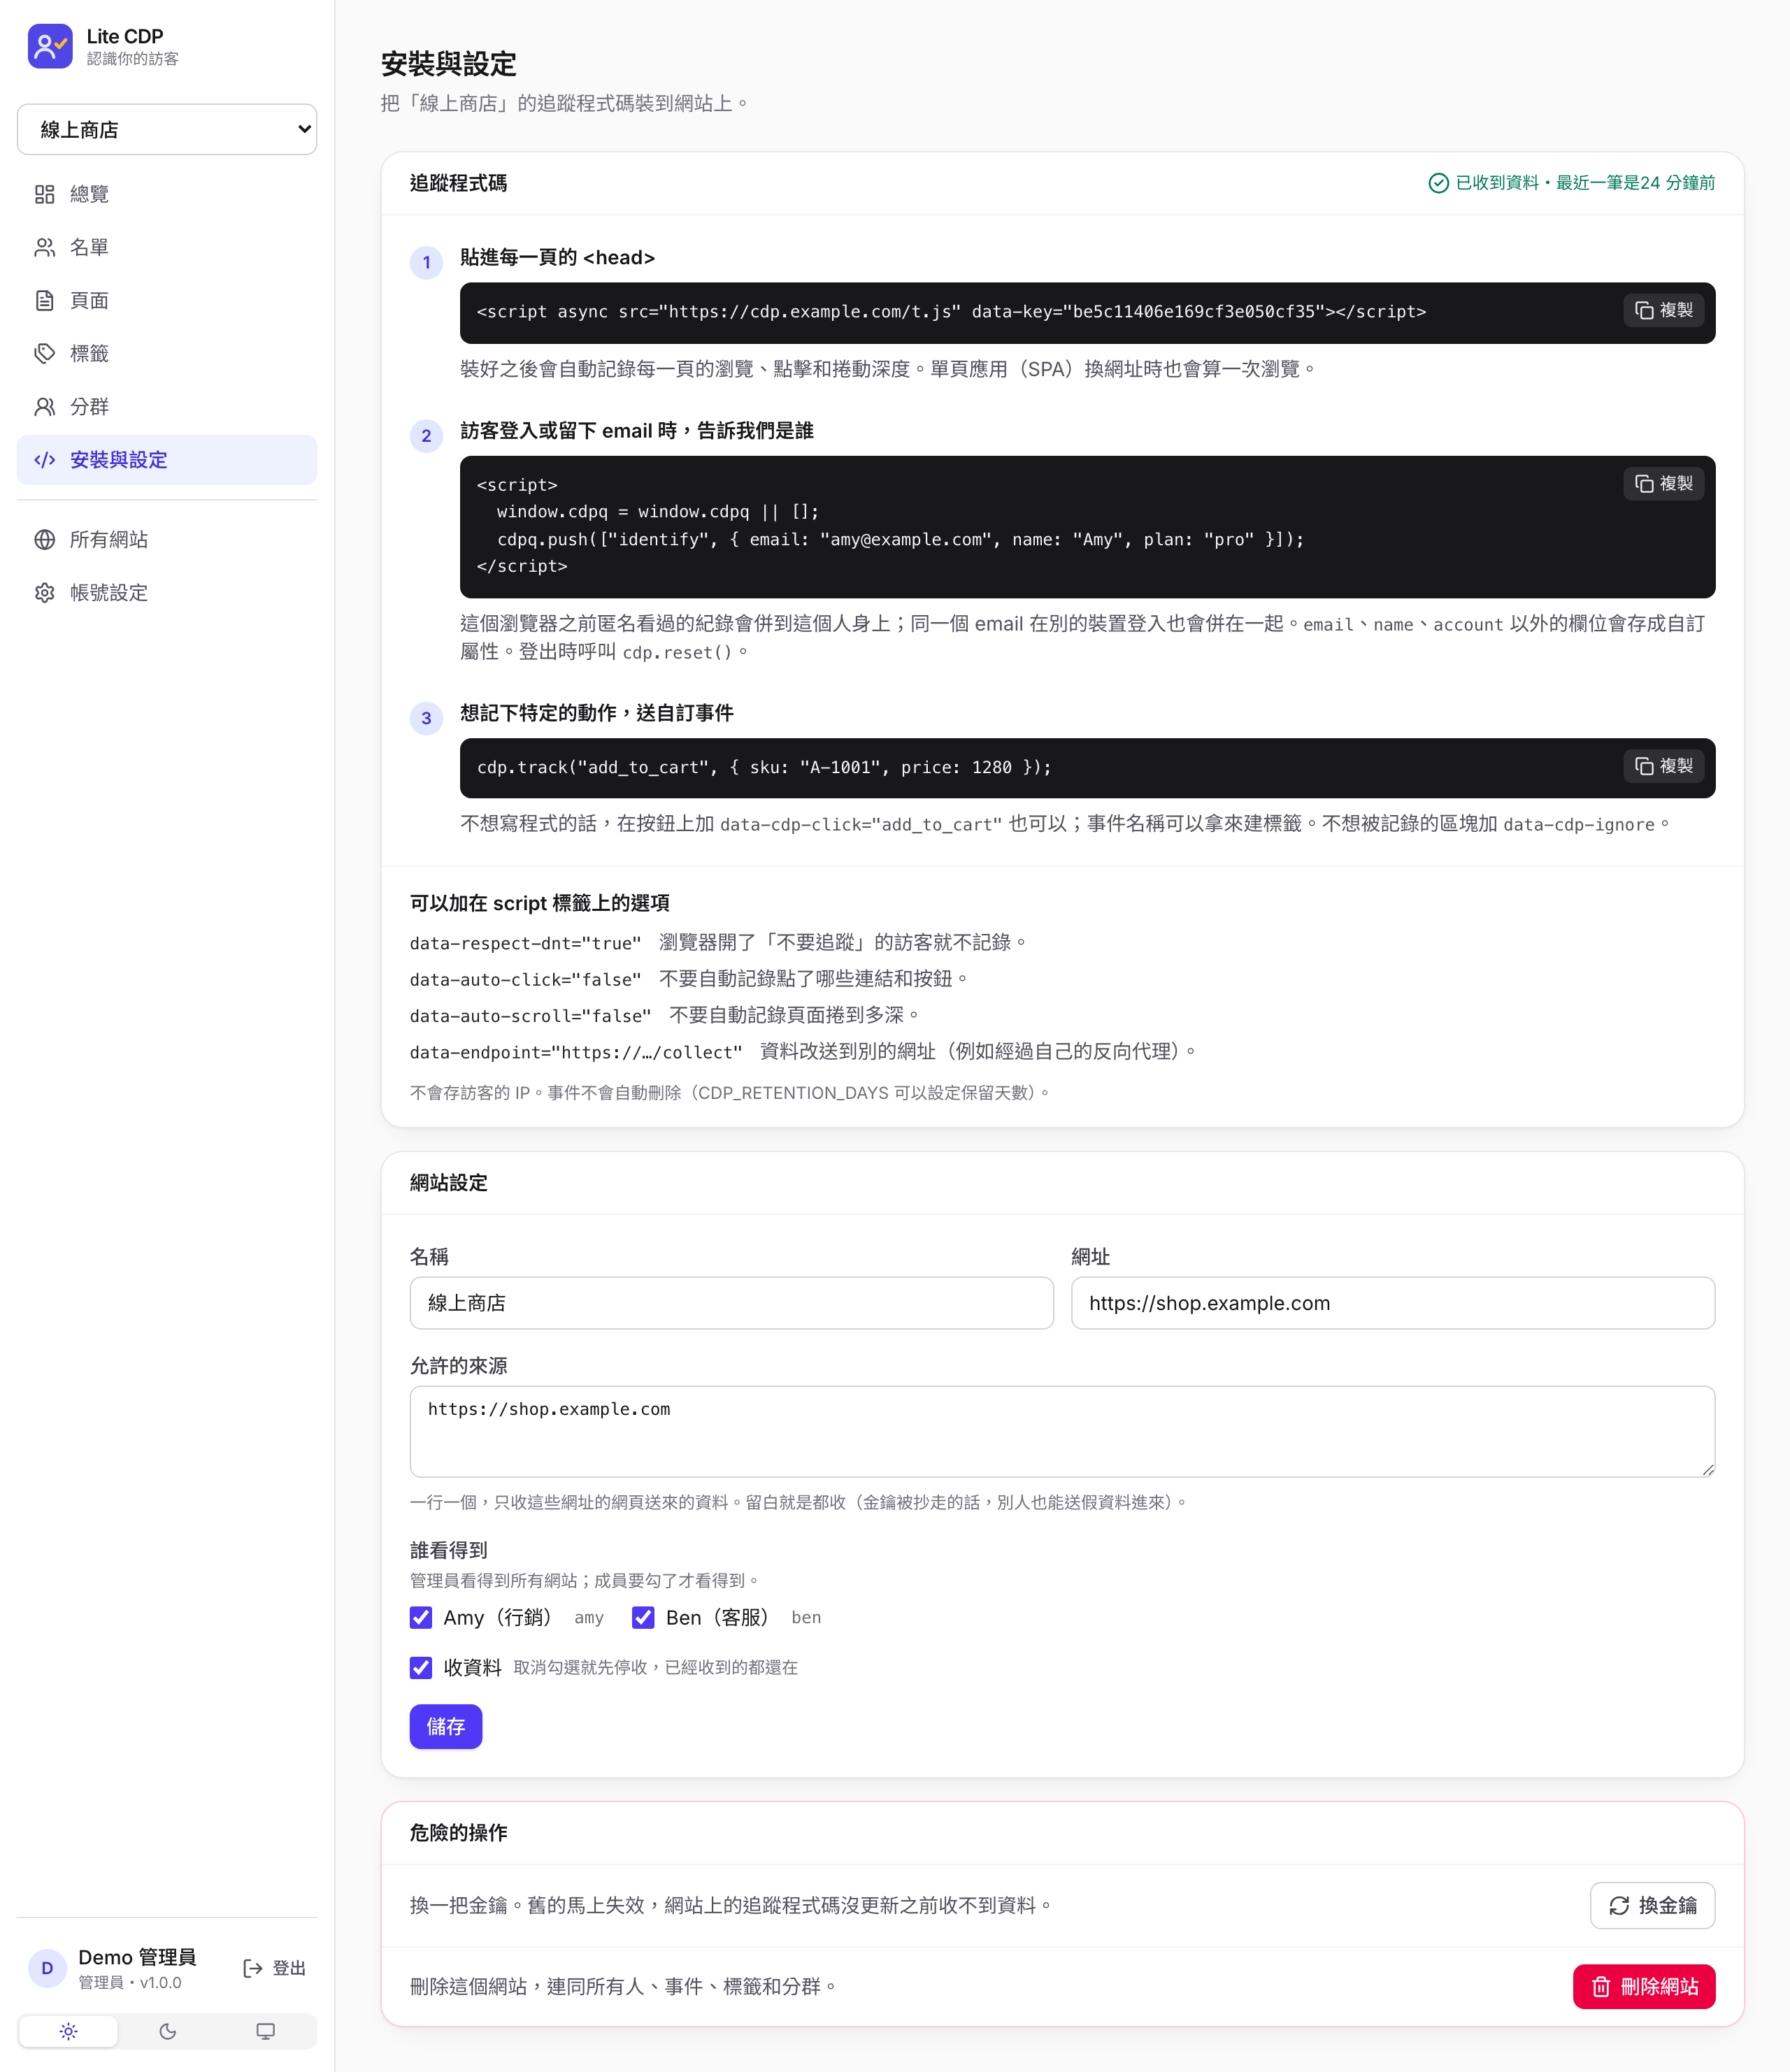 Lite CDP
認識你的訪客
線上商店
總覽
名單
頁面
標籤
分群
安裝與設定
所有網站
帳號設定
Demo 管理員
管理員・v1.0.0
登出
安裝與設定
把「線上商店」的追蹤程式碼裝到網站上。
追蹤程式碼
已收到資料・最近一筆是24 分鐘前
1
貼進每一頁的 <head>
<script async src="https://cdp.example.com/t.js" data-key="be5c11406e169cf3e050cf35"></script>
複製
裝好之後會自動記錄每一頁的瀏覽、點擊和捲動深度。單頁應用（SPA）換網址時也會算一次瀏覽。
2
訪客登入或留下 email 時，告訴我們是誰
<script>
複製
window.cdpq = window.cdpq || [];
cdpq.push(["identify", { email: "amy@example.com", name: "Amy", plan: "pro" }]);
</script>
這個瀏覽器之前匿名看過的紀錄會併到這個人身上；同一個 email 在別的裝置登入也會併在一起。email、name、account 以外的欄位會存成自訂
屬性。登出時呼叫 cdp.reset()。
3
想記下特定的動作，送自訂事件
cdp.track("add_to_cart", { sku: "A-1001", price: 1280 });
複製
不想寫程式的話，在按鈕上加 data-cdp-click="add_to_cart" 也可以；事件名稱可以拿來建標籤。不想被記錄的區塊加 data-cdp-ignore。
可以加在 script 標籤上的選項
data-respect-dnt="true" 瀏覽器開了「不要追蹤」的訪客就不記錄。
data-auto-click="false" 不要自動記錄點了哪些連結和按鈕。
data-auto-scroll="false" 不要自動記錄頁面捲到多深。
data-endpoint="https://…/collect" 資料改送到別的網址（例如經過自己的反向代理）。
不會存訪客的 IP。事件不會自動刪除（CDP_RETENTION_DAYS 可以設定保留天數）。
網站設定
名稱
網址
線上商店
https://shop.example.com
允許的來源
https://shop.example.com
一行一個，只收這些網址的網頁送來的資料。留白就是都收（金鑰被抄走的話，別人也能送假資料進來）。
誰看得到
管理員看得到所有網站；成員要勾了才看得到。
Amy（行銷） amy Ben（客服） ben
收資料 取消勾選就先停收，已經收到的都還在
儲存
危險的操作
換一把金鑰。舊的馬上失效，網站上的追蹤程式碼沒更新之前收不到資料。
換金鑰
刪除這個網站，連同所有人、事件、標籤和分群。
刪除網站